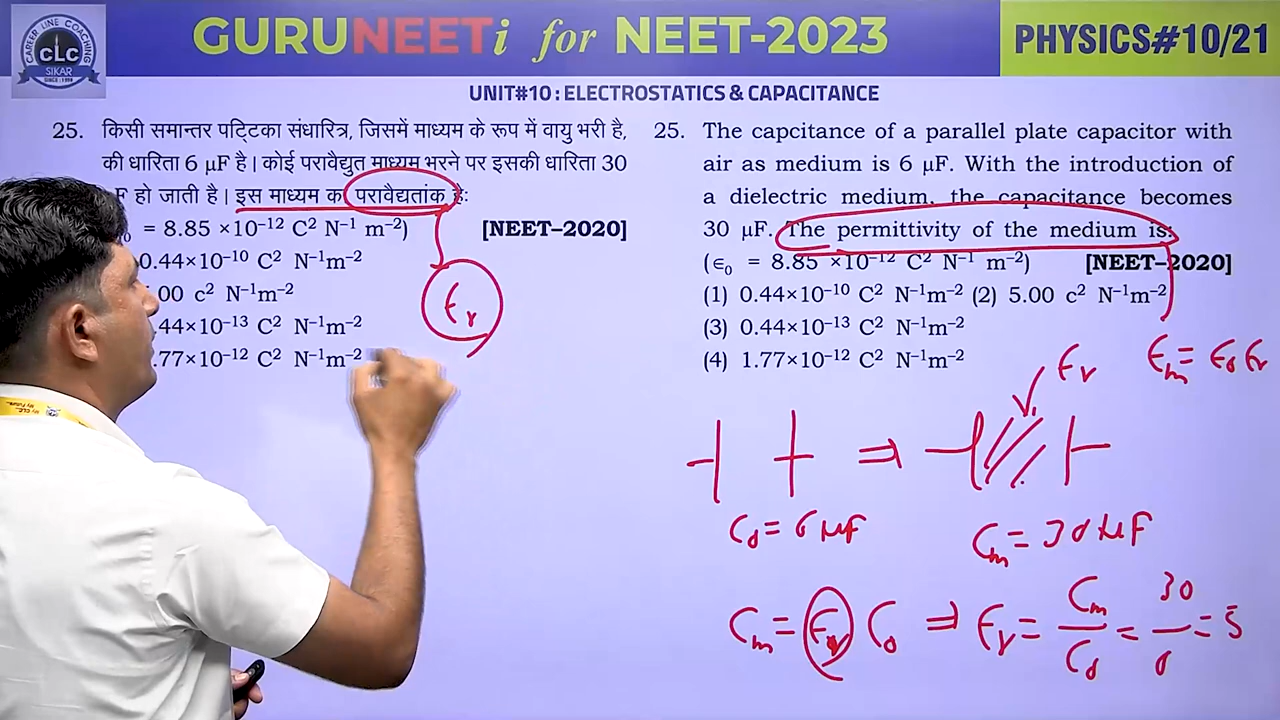 CAREER LINE COACHING
CLC
SIKAR
SINCE : 1996
GURUNEETi for NEET-2023
PHYSICS#10/21
UNIT#10 : ELECTROSTATICS & CAPACITANCE
25. किसी समान्तर पट्टिका संधारित्र, जिसमें माध्यम के रूप में वायु भरी है,
की धारिता 6 μF है। कोई परावैद्युत माध्यम भरने पर इसकी धारिता 30
F हो जाती है। इस माध्यम का परावैद्यतांक है:
= 8.85 ×10⁻¹² C² N⁻¹ m⁻²) [NEET–2020]
0.44×10⁻¹⁰ C² N⁻¹m⁻²
.00 c² N⁻¹m⁻²
.44×10⁻¹³ C² N⁻¹m⁻²
.77×10⁻¹² C² N⁻¹m⁻²
ϵr
25. The capcitance of a parallel plate capacitor with
air as medium is 6 μF. With the introduction of
a dielectric medium, the capacitance becomes
30 μF. The permittivity of the medium is:
(∈₀ = 8.85 ×10⁻¹² C² N⁻¹ m⁻²) [NEET–2020]
(1) 0.44×10⁻¹⁰ C² N⁻¹m⁻² (2) 5.00 c² N⁻¹m⁻²
(3) 0.44×10⁻¹³ C² N⁻¹m⁻²
(4) 1.77×10⁻¹² C² N⁻¹m⁻²
ϵr ϵm = ϵ₀ ϵr
⇒
C₀ = 6 μF Cm = 30 μF
Cm = ϵr C₀ ⇒ ϵr = Cm/C₀ = 30/6 = 5